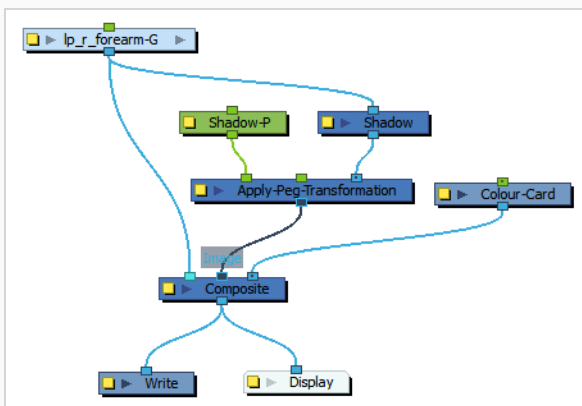 lp_r_forearm-G
Shadow-P
Shadow
Apply-Peg-Transformation
Colour-Card
Image
Composite
Write
Display